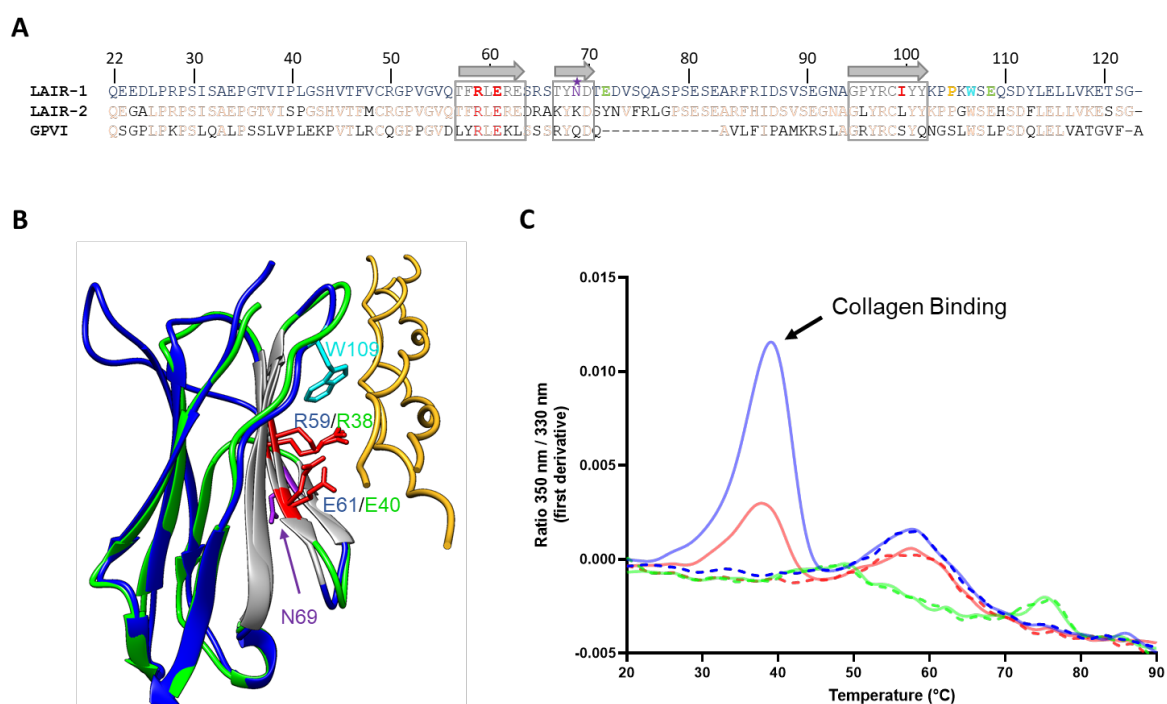 A
22 30 40 50 60 70 80 90 100 110 120
LAIR-1 QEEDLPRPSISAEPGTVIPLGSHVTFVCRGPVGVQTFRLERESRSTYNDTEDVSQASPSESEARFRIDSVSEGNAGPYRCIYYKPPKWSEQSDYLELLVKETSG-
LAIR-2 QEGALPRPSISAEPGTVISPGSHVTFMCRGPVGVQTFRLEREDRAKYKDSYNVFRLGPSESEARFHIDSVSEGNAGLYRCLYYKPPGWSEHSDFLELLVKESS-
GPVI QSGPLPKPSLQALPSSLVPLEKPVTLRCQGPPGVDLYRLEKLSSSRYQDQ------------AVLFIPAMKRSLAGRYRCSYQNGSLWSLPSDQLELVATGVF-A
B
W109
R59/R38
E61/E40
N69
C
Collagen Binding
0.015
0.010
0.005
0.000
-0.005
Ratio 350 nm / 330 nm
(first derivative)
20 30 40 50 60 70 80 90
Temperature (°C)